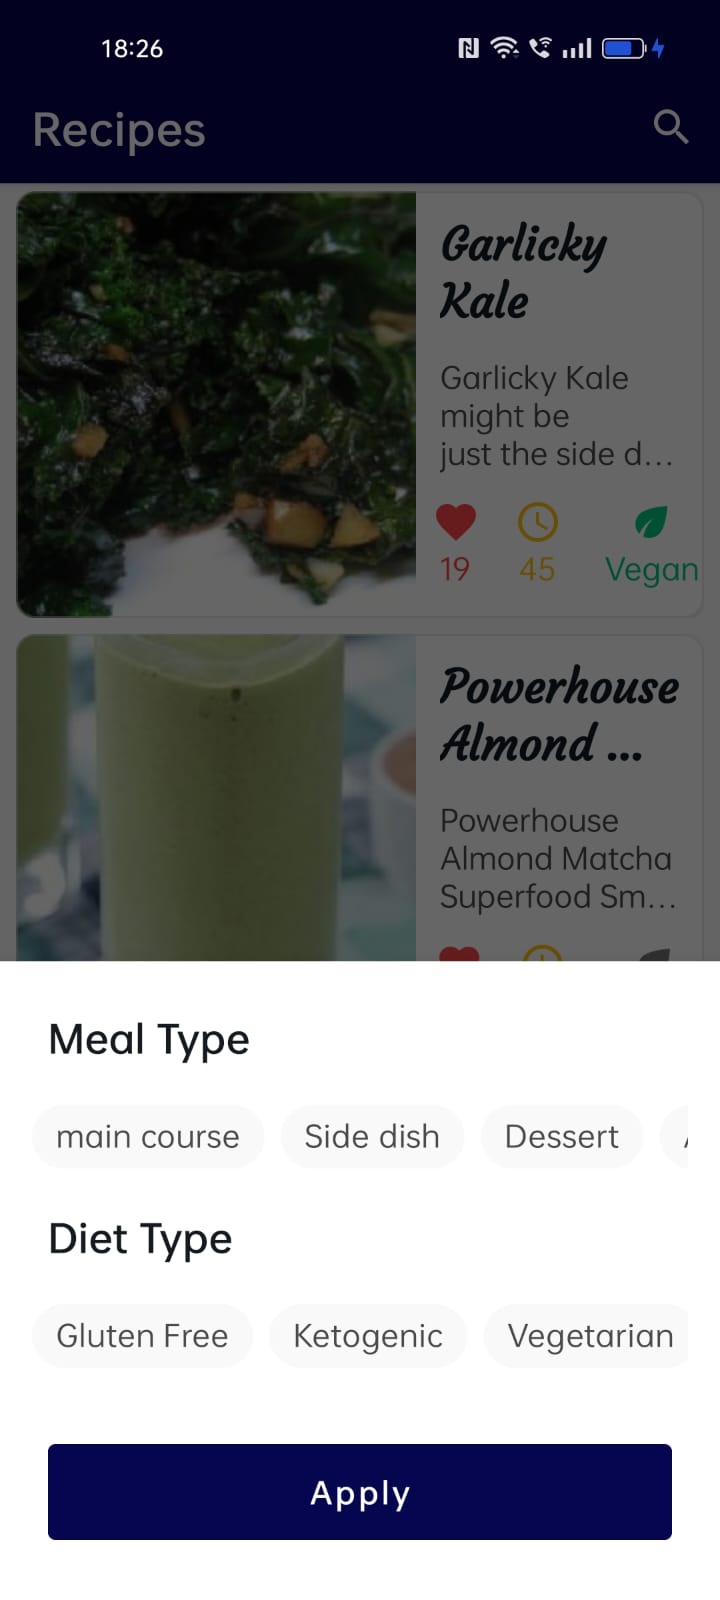 18:26
Recipes
Garlicky
Kale
Garlicky Kale
might be
just the side d...
19 45 Vegan
Powerhouse
Almond ...
Powerhouse
Almond Matcha
Superfood Sm...
Meal Type
main course Side dish Dessert
Diet Type
Gluten Free Ketogenic Vegetarian
Apply